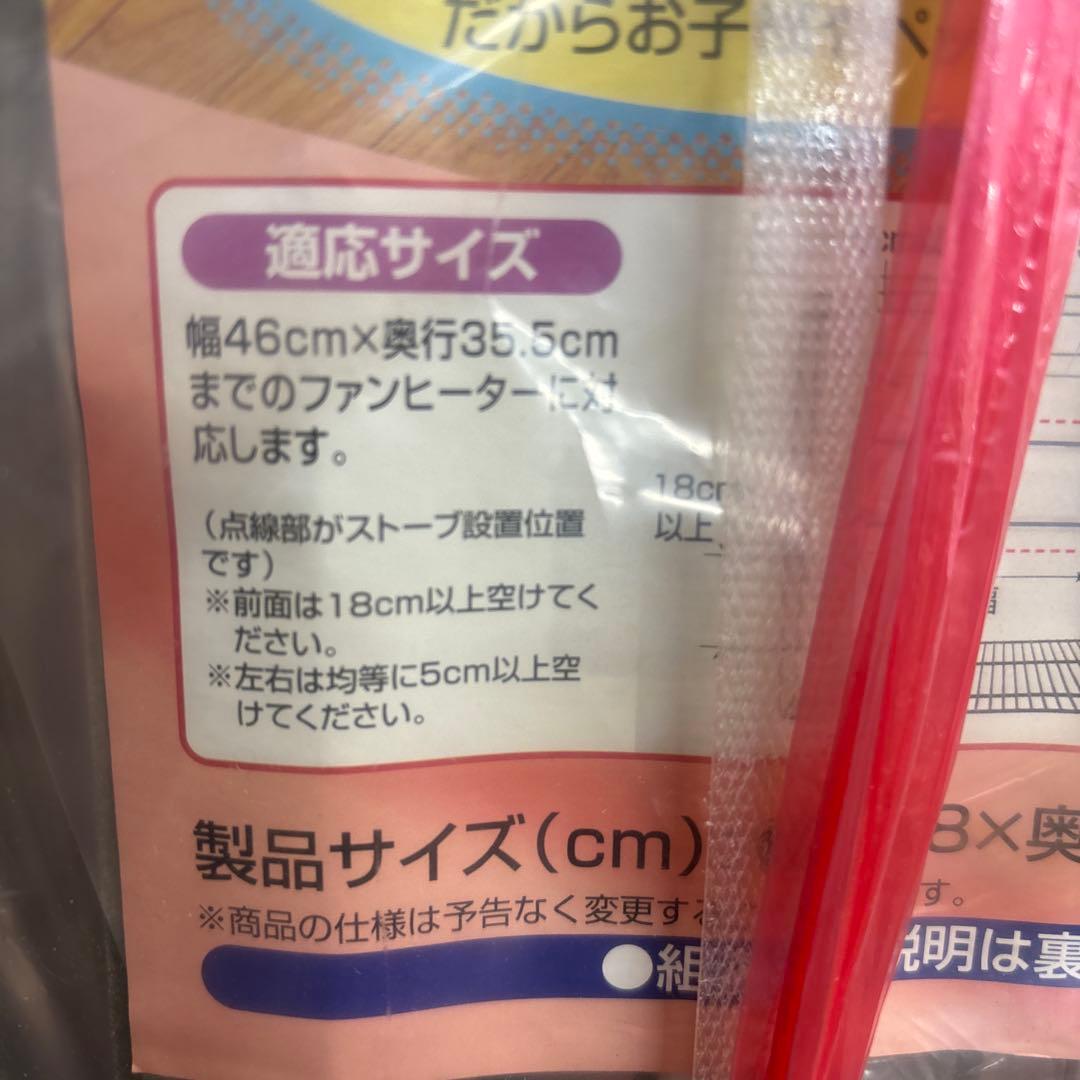 だからお子
適応サイズ
幅46cm×奥行35.5cm
までのファンヒーターに対
応します。
(点線部がストーブ設置位置
です)
※前面は18cm以上空けてく
ださい。
※左右は均等に5cm以上空
けてください。
18cm
以上
製品サイズ(cm) 8×奥
※商品の仕様は予告なく変更す す。
●組 説明は裏